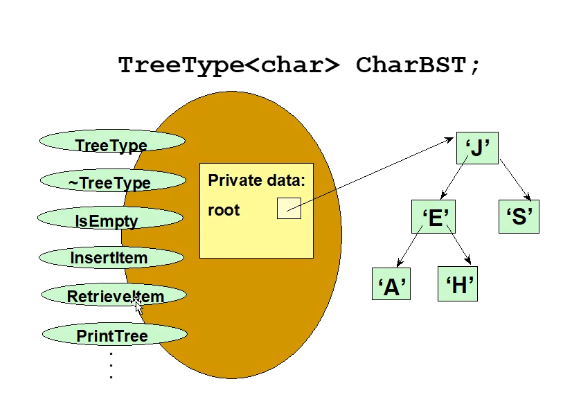 TreeType<char> CharBST;
TreeType
~TreeType
IsEmpty
InsertItem
RetrieveItem
PrintTree
Private data:
root
‘J’
‘E’
‘S’
‘A’
‘H’